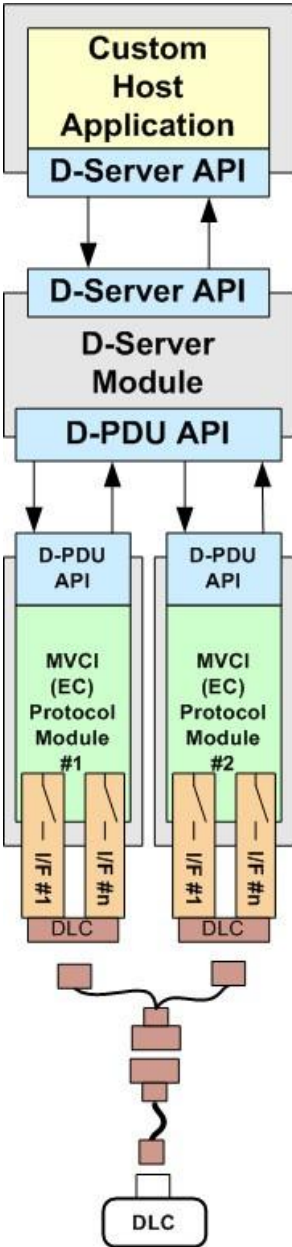 Custom
Host
Application
D-Server API
D-Server API
D-Server
Module
D-PDU API
D-PDU
API
MVCI
(EC)
Protocol
Module
#1
I/F #1
I/F #n
DLC
D-PDU
API
MVCI
(EC)
Protocol
Module
#2
I/F #1
I/F #n
DLC
DLC